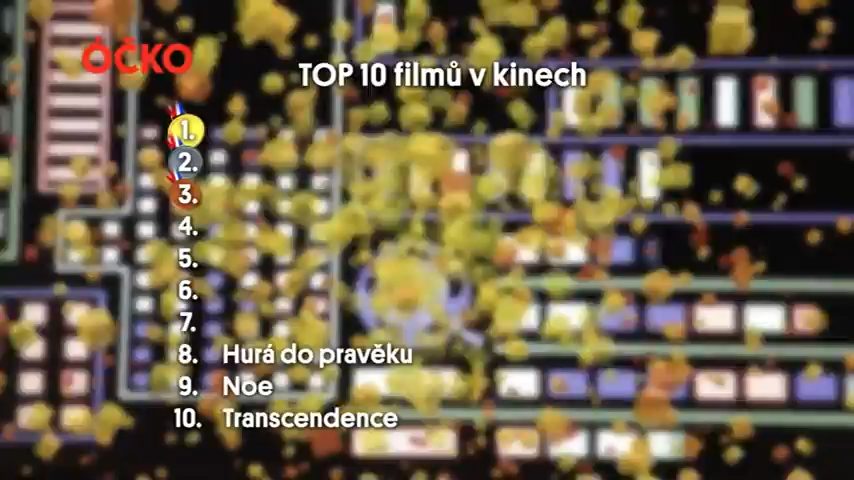 ÓČKO
TOP 10 filmů v kinech
1.
2.
3.
4.
5.
6.
7.
8. Hurá do pravěku
9. Noe
10. Transcendence